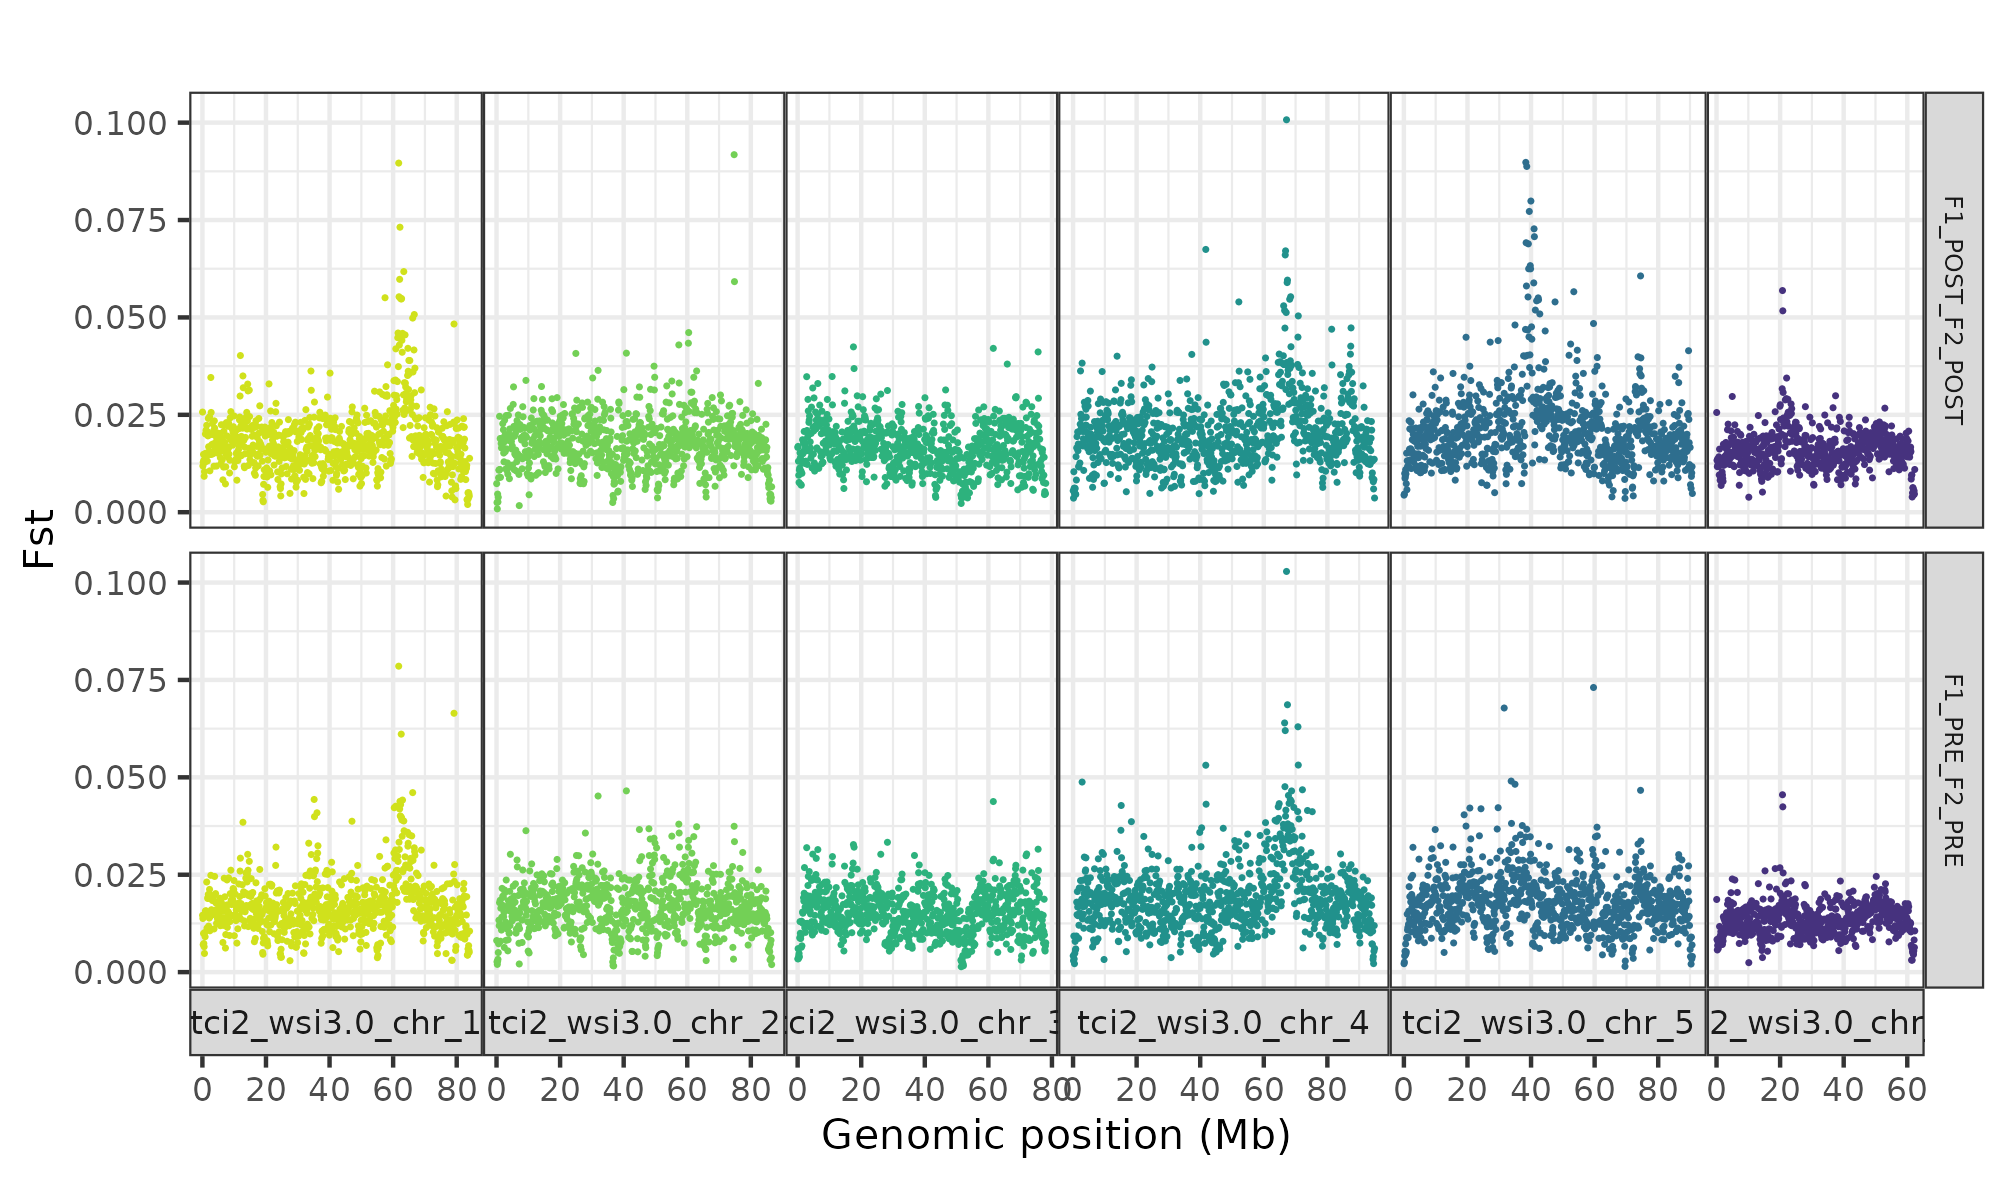 0.100
0.075
0.050
0.025
0.000
F1_POST_F2_POST
Fst
0.100
0.075
0.050
0.025
0.000
F1_PRE_F2_PRE
tci2_wsi3.0_chr_1 tci2_wsi3.0_chr_2 ci2_wsi3.0_chr_3 tci2_wsi3.0_chr_4 tci2_wsi3.0_chr_5 2_wsi3.0_chr
0 20 40 60 80 0 20 40 60 80 0 20 40 60 80 0 20 40 60 80 0 20 40 60 80 0 20 40 60
Genomic position (Mb)